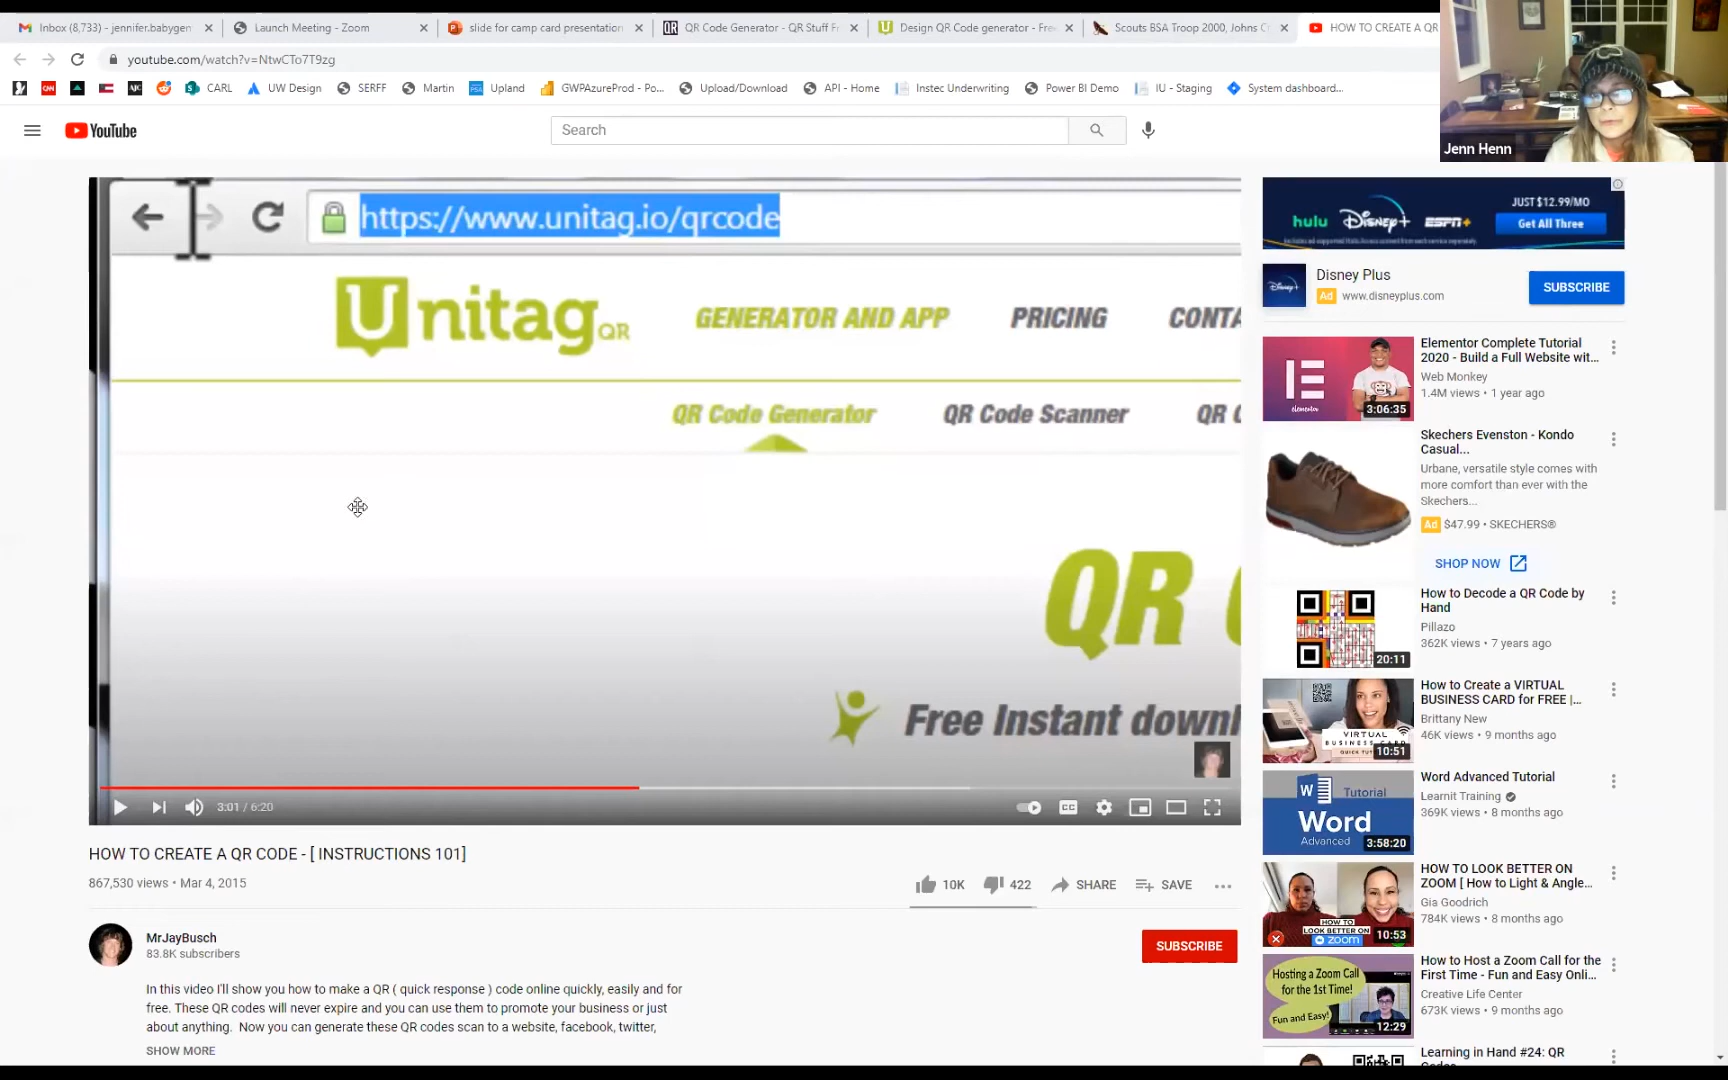 Inbox (8,733) - jennifer.babygen
Launch Meeting - Zoom
slide for camp card presentation
QR Code Generator - QR Stuff F
Design QR Code generator - Free
Scouts BSA Troop 2000, Johns C
HOW TO CREATE A QR
youtube.com/watch?v=NtwCTo7T9zg
CARL
UW Design
SERFF
Martin
Upland
GWPAzureProd - Po...
Upload/Download
API - Home
Instec Underwriting
Power BI Demo
IU - Staging
System dashboard...
Jenn Henn
YouTube
Search
https://www.unitag.io/qrcode
Unitag QR
GENERATOR AND APP
PRICING
CONTA
QR Code Generator
QR Code Scanner
QR C
QR
Free Instant downl
3:01 / 6:20
HOW TO CREATE A QR CODE - [ INSTRUCTIONS 101]
867,530 views • Mar 4, 2015
10K
422
SHARE
SAVE
MrJayBusch
83.8K subscribers
SUBSCRIBE
In this video I'll show you how to make a QR ( quick response ) code online quickly, easily and for
free. These QR codes will never expire and you can use them to promote your business or just
about anything. Now you can generate these QR codes scan to a website, facebook, twitter,
SHOW MORE
hulu Disney+ ESPN+
JUST $12.99/MO
Get All Three
Disney Plus
Ad www.disneyplus.com
SUBSCRIBE
elementor
3:06:35
Elementor Complete Tutorial
2020 - Build a Full Website wit...
Web Monkey
1.4M views • 1 year ago
Skechers Evenston - Kondo
Casual...
Urbane, versatile style comes with
more comfort than ever with the
Skechers...
Ad $47.99 • SKECHERS®
SHOP NOW
20:11
How to Decode a QR Code by
Hand
Pillazo
362K views • 7 years ago
VIRTUAL
BUSINESS CARD
10:51
How to Create a VIRTUAL
BUSINESS CARD for FREE |...
Brittany New
46K views • 9 months ago
W Tutorial
Word
Advanced
3:58:20
Word Advanced Tutorial
Learnit Training
369K views • 8 months ago
HOW TO
LOOK BETTER ON
zoom
10:53
HOW TO LOOK BETTER ON
ZOOM [ How to Light & Angle...
Gia Goodrich
784K views • 8 months ago
Hosting a Zoom Call
for the 1st Time!
Fun and Easy!
12:29
How to Host a Zoom Call for the
First Time - Fun and Easy Onli...
Creative Life Center
673K views • 9 months ago
Learning in Hand #24: QR